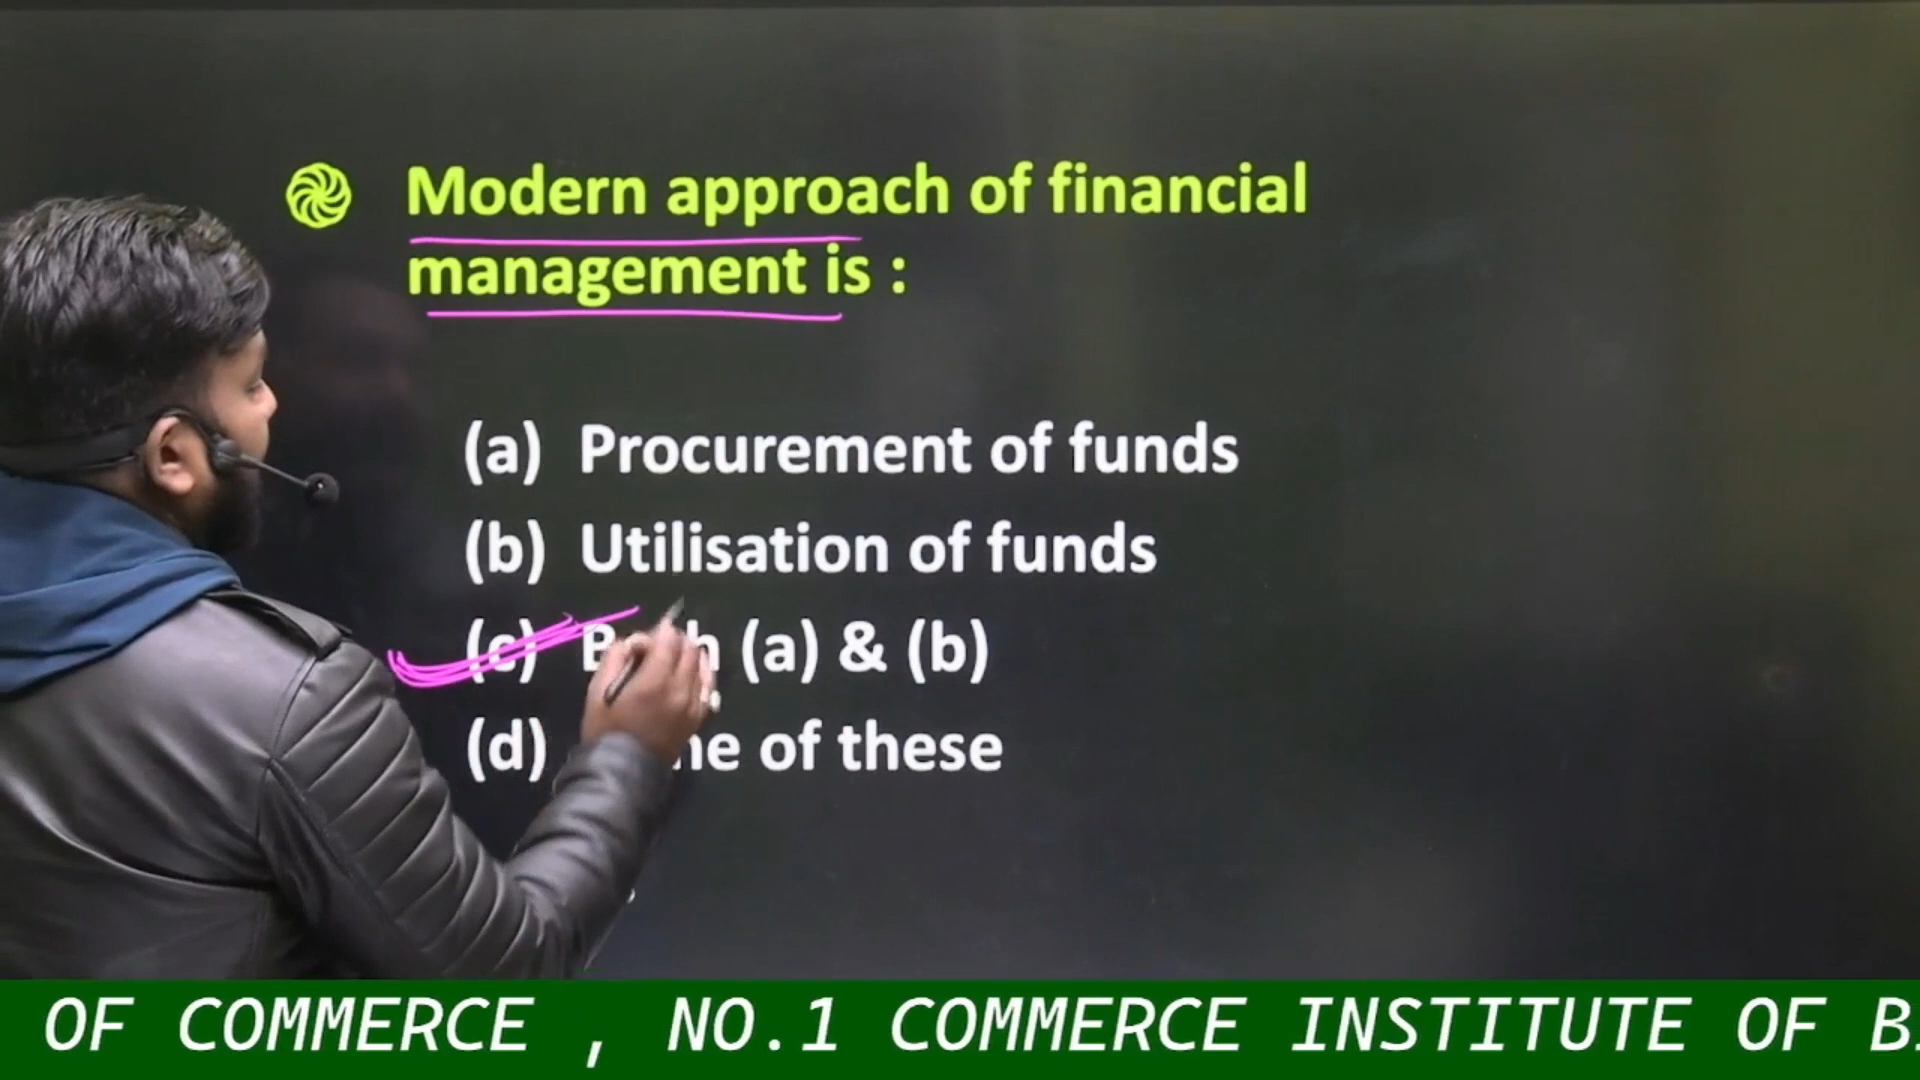 Modern approach of financial
management is :
(a) Procurement of funds
(b) Utilisation of funds
(c) Both (a) & (b)
(d) of these
OF COMMERCE , NO.1 COMMERCE INSTITUTE OF